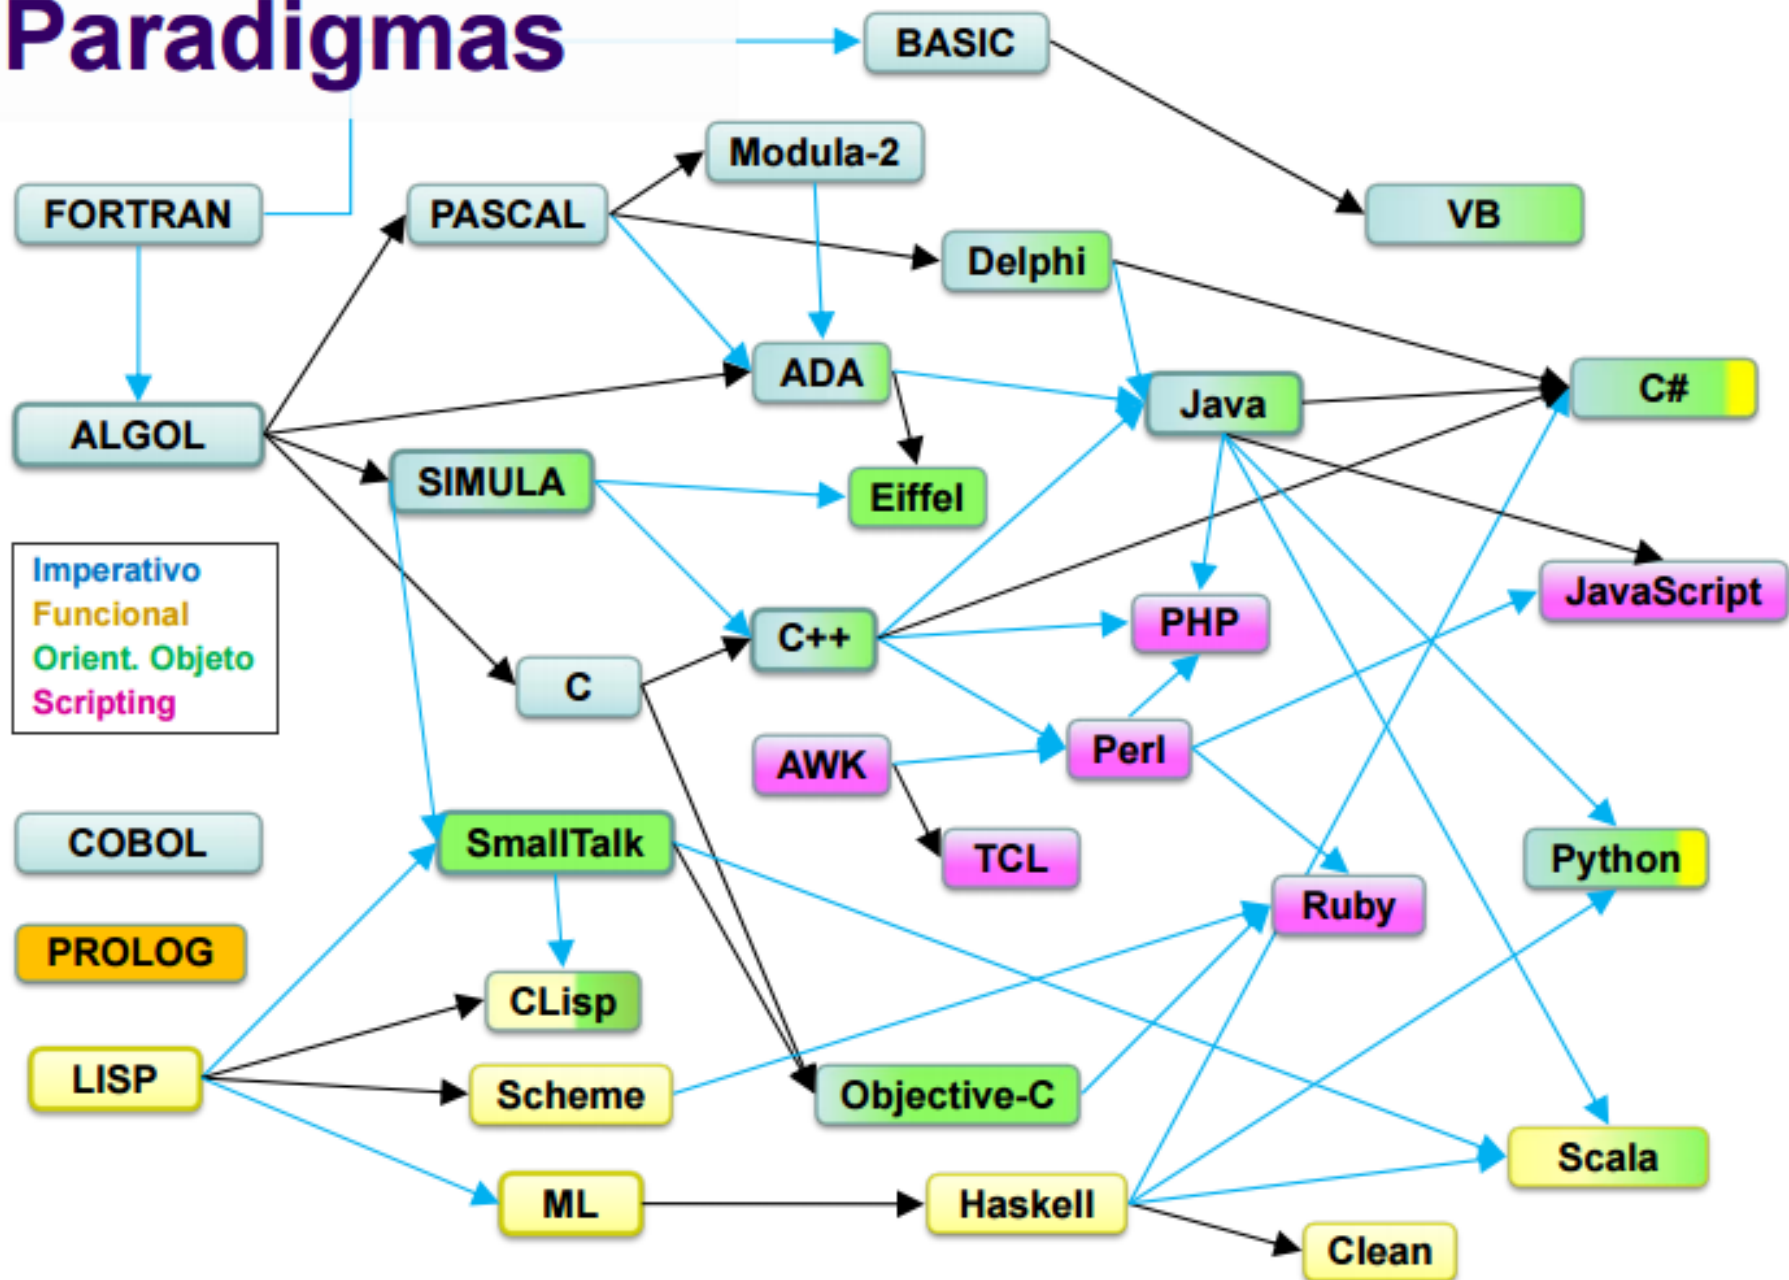 Paradigmas
BASIC
Modula-2
FORTRAN
PASCAL
VB
Delphi
ADA
Java
C#
ALGOL
SIMULA
Eiffel
Imperativo
Funcional
Orient. Objeto
Scripting
JavaScript
PHP
C++
C
AWK
Perl
COBOL
SmallTalk
TCL
Python
Ruby
PROLOG
CLisp
LISP
Scheme
Objective-C
Scala
ML
Haskell
Clean